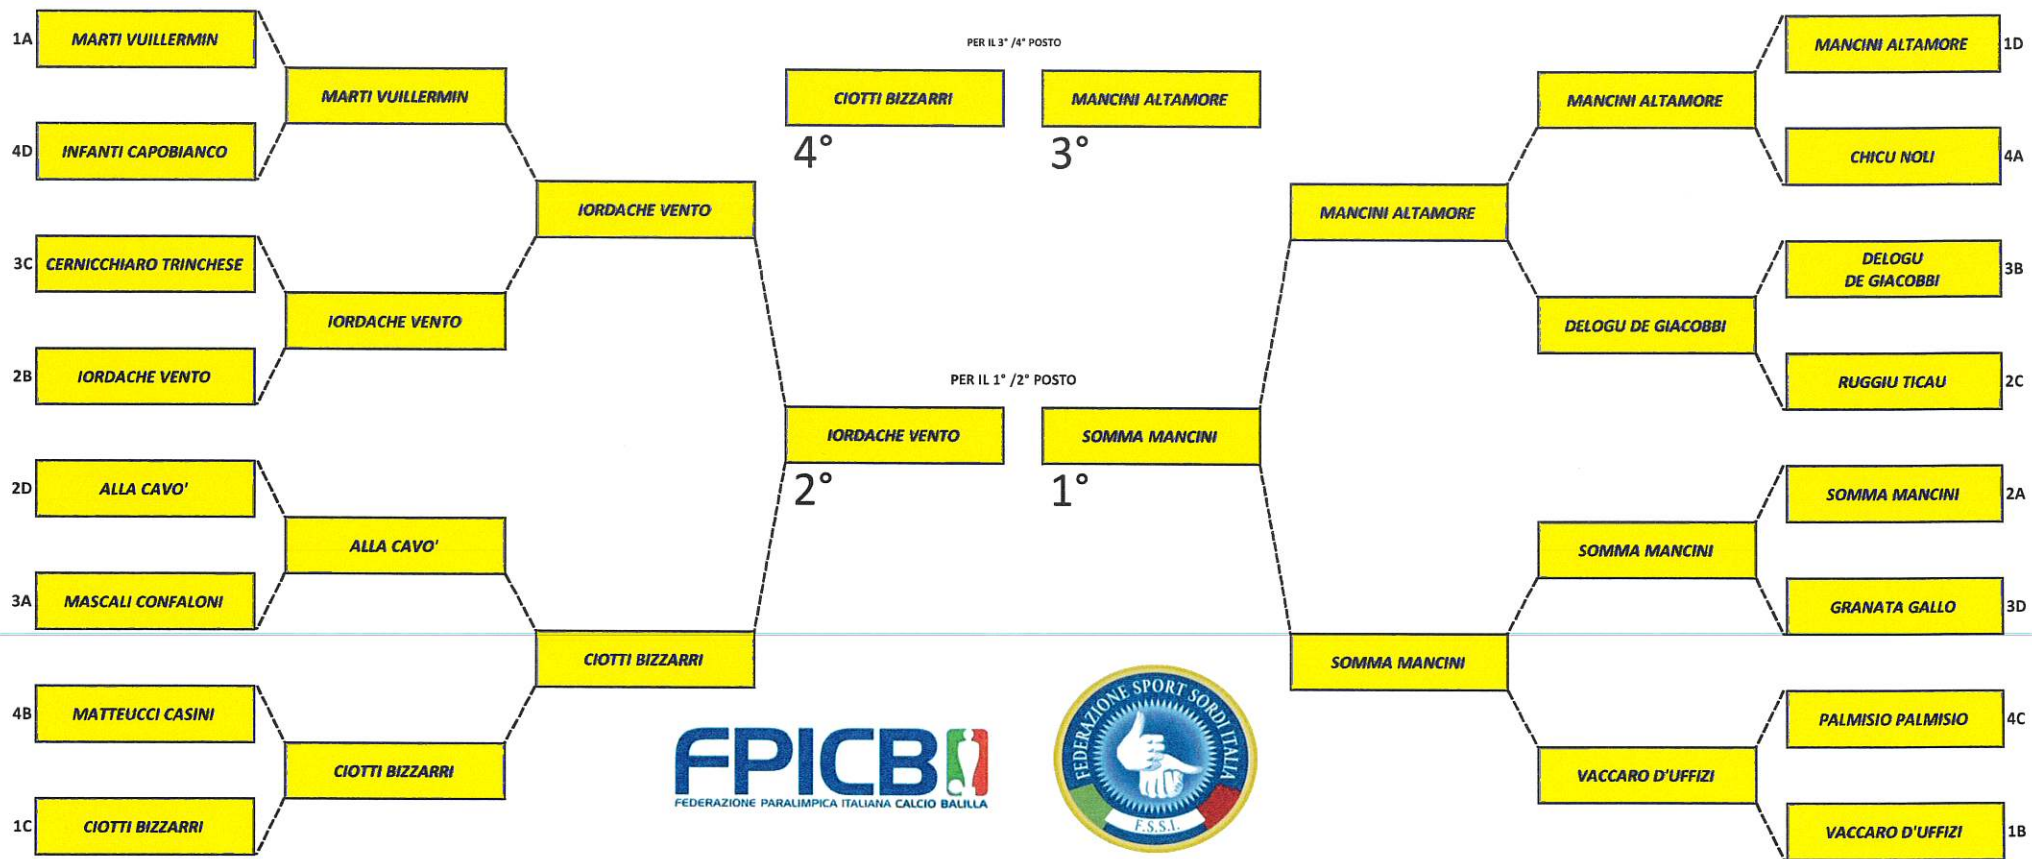 1A
MARTI VUILLERMIN
4D
INFANTI CAPOBIANCO
3C
CERNICCHIARO TRINCHESE
2B
IORDACHE VENTO
2D
ALLA CAVO'
3A
MASCALI CONFALONI
4B
MATTEUCCI CASINI
1C
CIOTTI BIZZARRI
MARTI VUILLERMIN
IORDACHE VENTO
ALLA CAVO'
CIOTTI BIZZARRI
IORDACHE VENTO
CIOTTI BIZZARRI
PER IL 3° /4° POSTO
CIOTTI BIZZARRI
MANCINI ALTAMORE
4°
3°
PER IL 1° /2° POSTO
IORDACHE VENTO
SOMMA MANCINI
2°
1°
FPICB
FEDERAZIONE PARALIMPICA ITALIANA CALCIO BALILLA
FEDERAZIONE SPORT SORDI ITALIA
F.S.S.I.
MANCINI ALTAMORE
SOMMA MANCINI
MANCINI ALTAMORE
DELOGU DE GIACOBBI
SOMMA MANCINI
VACCARO D'UFFIZI
MANCINI ALTAMORE
1D
CHICU NOLI
4A
DELOGU
DE GIACOBBI
3B
RUGGIU TICAU
2C
SOMMA MANCINI
2A
GRANATA GALLO
3D
PALMISIO PALMISIO
4C
VACCARO D'UFFIZI
1B